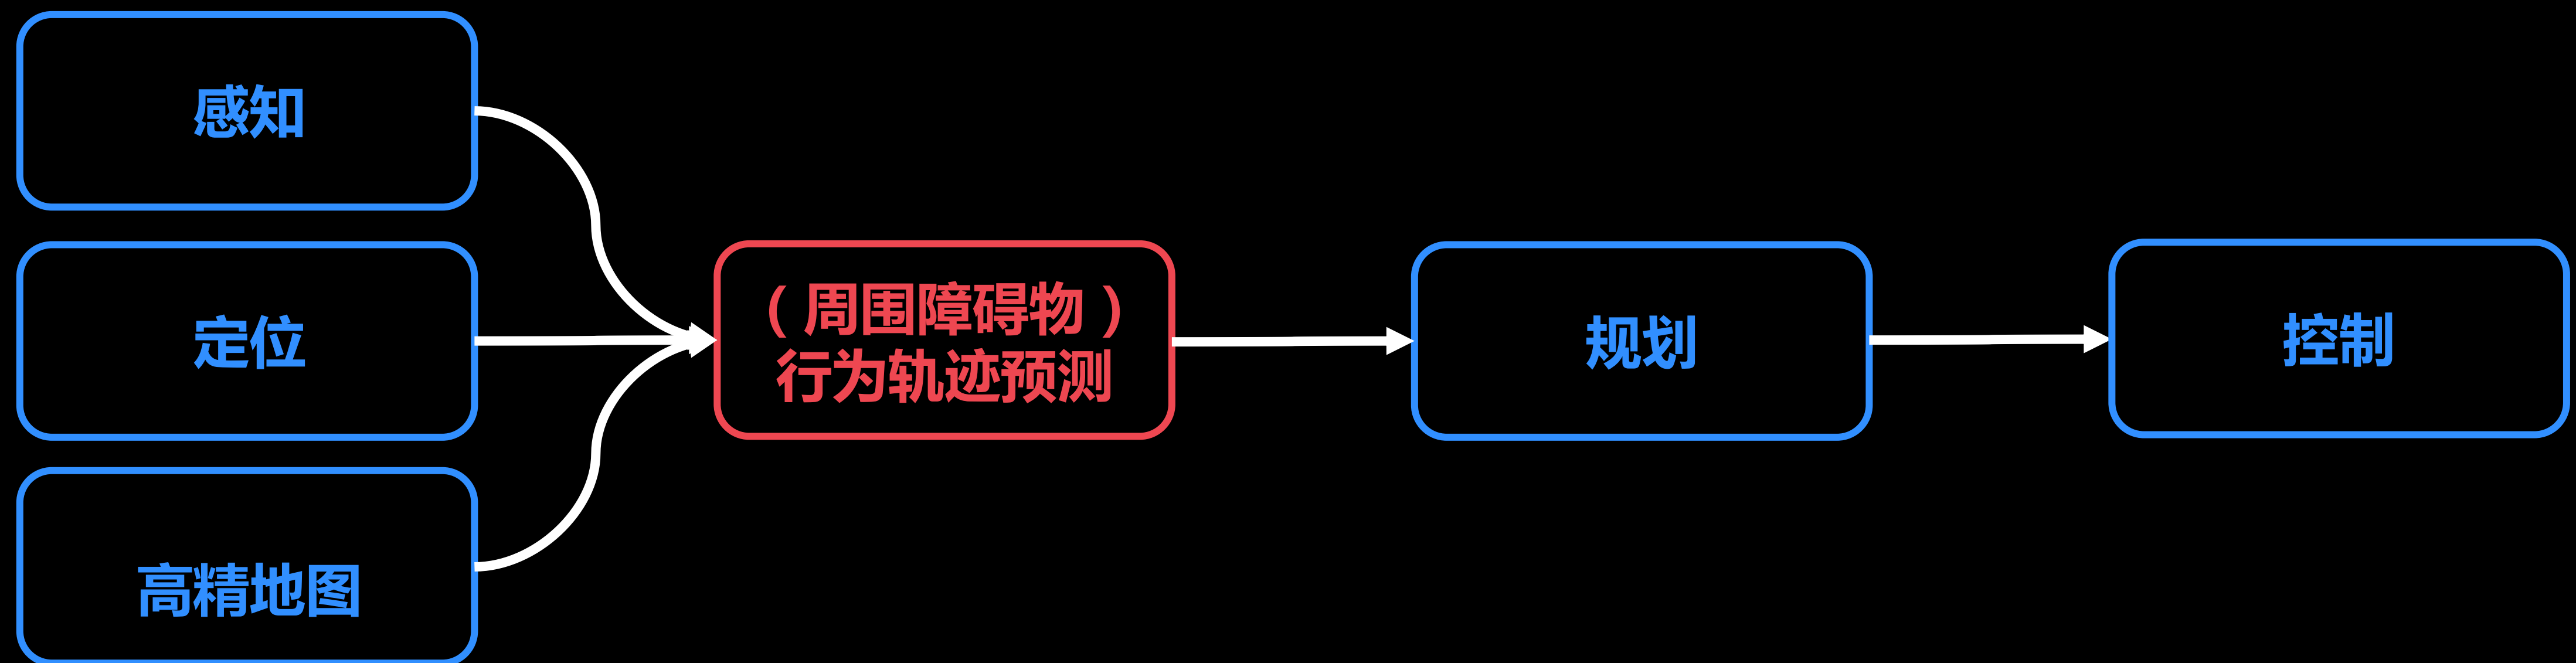 感知
定位
高精地图
（周围障碍物）
行为轨迹预测
规划
控制